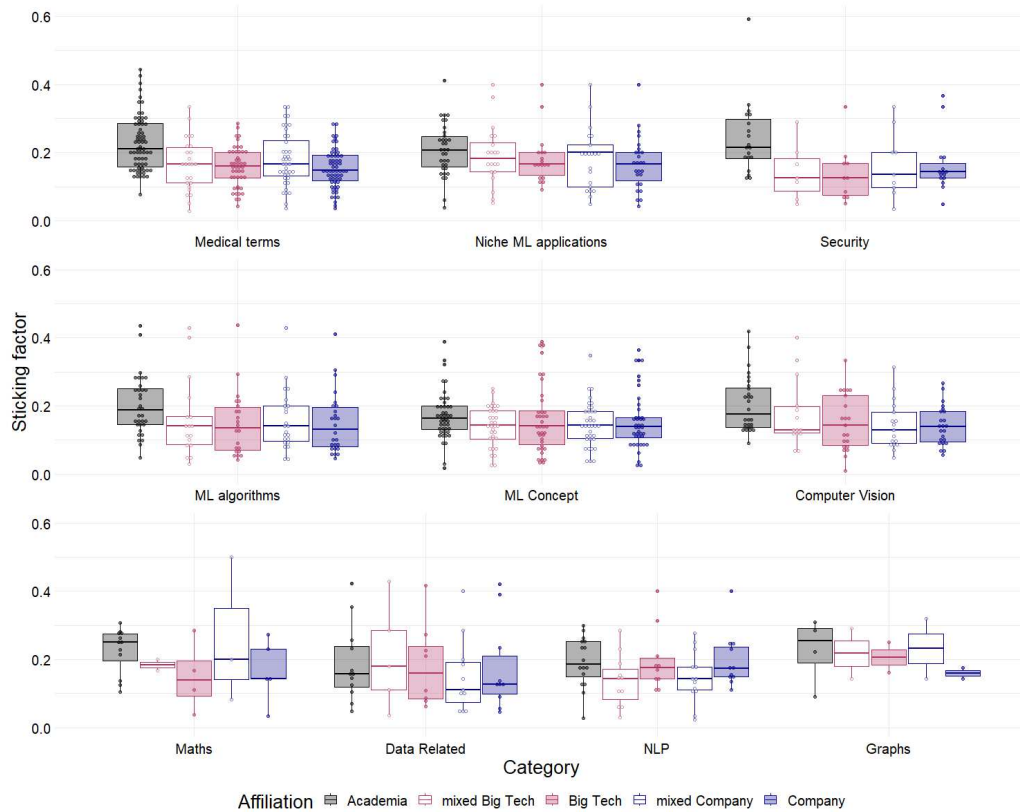 0.6
0.4
0.2
0.0
Medical terms Niche ML applications Security
0.6
0.4
0.2
0.0
ML algorithms ML Concept Computer Vision
0.6
0.4
0.2
0.0
Maths Data Related NLP Graphs
Sticking factor
Category
Affiliation Academia mixed Big Tech Big Tech mixed Company Company